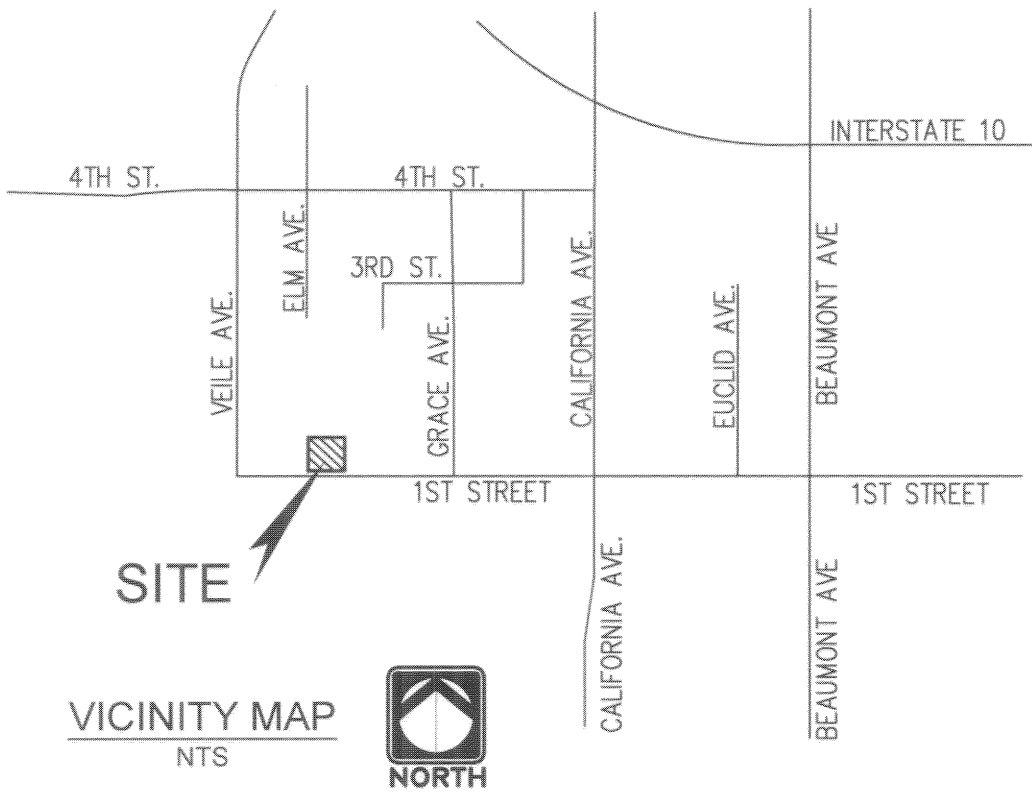 INTERSTATE 10
4TH ST.
4TH ST.
ELM AVE.
3RD ST.
VEILE AVE.
GRACE AVE.
CALIFORNIA AVE.
EUCLID AVE.
BEAUMONT AVE
1ST STREET
1ST STREET
SITE
CALIFORNIA AVE.
BEAUMONT AVE
VICINITY MAP
NTS
NORTH